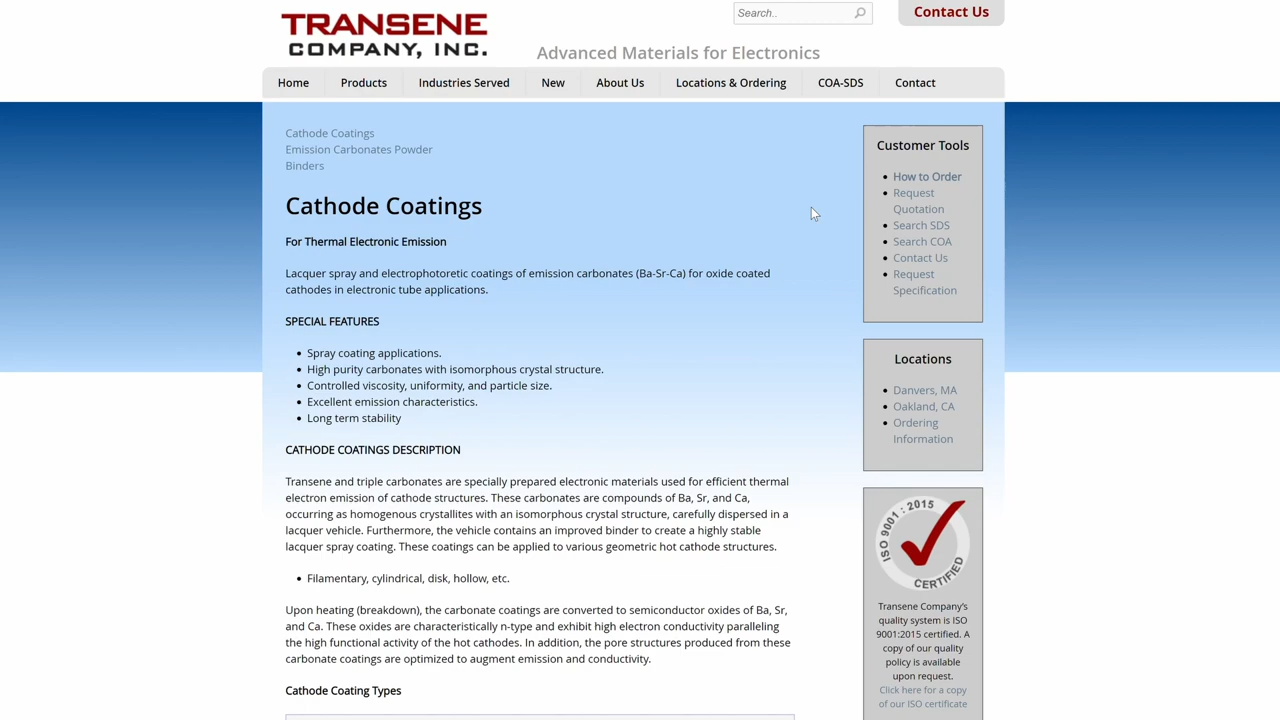 TRANSENE
COMPANY, INC.
Search..
Contact Us
Advanced Materials for Electronics
Home
Products
Industries Served
New
About Us
Locations & Ordering
COA-SDS
Contact
Cathode Coatings
Emission Carbonates Powder
Binders
Cathode Coatings
For Thermal Electronic Emission
Lacquer spray and electrophotoretic coatings of emission carbonates (Ba-Sr-Ca) for oxide coated
cathodes in electronic tube applications.
SPECIAL FEATURES
Spray coating applications.
High purity carbonates with isomorphous crystal structure.
Controlled viscosity, uniformity, and particle size.
Excellent emission characteristics.
Long term stability
CATHODE COATINGS DESCRIPTION
Transene and triple carbonates are specially prepared electronic materials used for efficient thermal
electron emission of cathode structures. These carbonates are compounds of Ba, Sr, and Ca,
occurring as homogenous crystallites with an isomorphous crystal structure, carefully dispersed in a
lacquer vehicle. Furthermore, the vehicle contains an improved binder to create a highly stable
lacquer spray coating. These coatings can be applied to various geometric hot cathode structures.
Filamentary, cylindrical, disk, hollow, etc.
Upon heating (breakdown), the carbonate coatings are converted to semiconductor oxides of Ba, Sr,
and Ca. These oxides are characteristically n-type and exhibit high electron conductivity paralleling
the high functional activity of the hot cathodes. In addition, the pore structures produced from these
carbonate coatings are optimized to augment emission and conductivity.
Cathode Coating Types
Customer Tools
How to Order
Request
Quotation
Search SDS
Search COA
Contact Us
Request
Specification
Locations
Danvers, MA
Oakland, CA
Ordering
Information
ISO 9001 : 2015
CERTIFIED
Transene Company's
quality system is ISO
9001:2015 certified. A
copy of our quality
policy is available
upon request.
Click here for a copy
of our ISO certificate